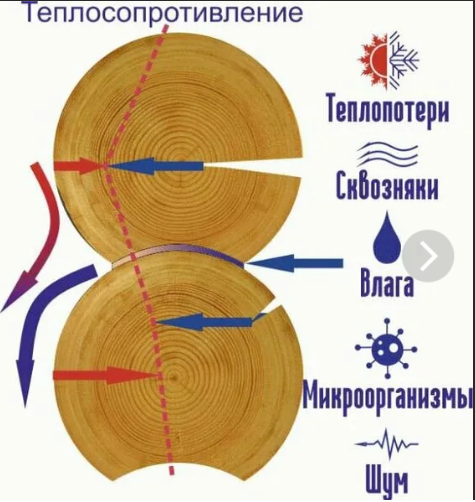 Теплосопротивление
Теплопотери
Сквозняки
Влага
Микроорганизмы
Шум